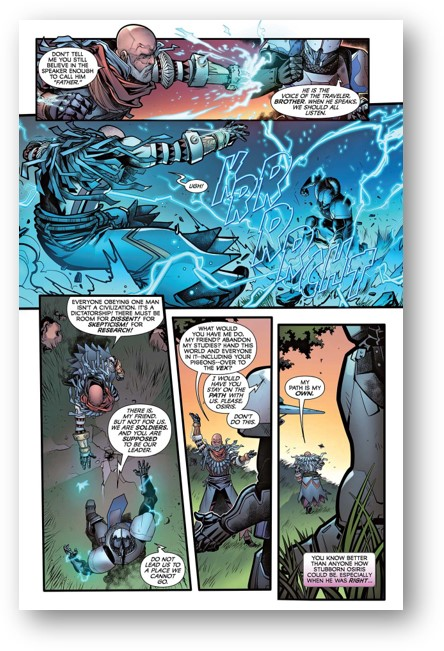 DON'T TELL
ME YOU STILL
BELIEVE IN THE
SPEAKER ENOUGH
TO CALL HIM
"FATHER."
HE IS THE
VOICE OF THE TRAVELER,
BROTHER. WHEN HE SPEAKS,
WE SHOULD ALL
LISTEN.
UGH!
EVERYONE OBEYING ONE MAN
ISN'T A CIVILIZATION. IT'S A
DICTATORSHIP! THERE MUST BE
ROOM FOR DISSENT! FOR
SKEPTICISM! FOR
RESEARCH!
THERE IS,
MY FRIEND.
BUT NOT FOR US.
WE ARE SOLDIERS.
AND YOU ARE
SUPPOSED
TO BE OUR
LEADER.
DO NOT
LEAD US TO
A PLACE WE
CANNOT
GO.
WHAT WOULD
YOU HAVE ME DO,
MY FRIEND? ABANDON
MY STUDIES? HAND THIS
WORLD AND EVERYONE
IN IT--INCLUDING YOUR
PIGEONS--OVER TO
THE VEX?
I WOULD
HAVE YOU
STAY ON THE
PATH WITH
US. PLEASE,
OSIRIS.
DON'T
DO THIS.
MY
PATH IS MY
OWN.
YOU KNOW BETTER
THAN ANYONE HOW
STUBBORN OSIRIS
COULD BE. ESPECIALLY
WHEN HE WAS RIGHT...